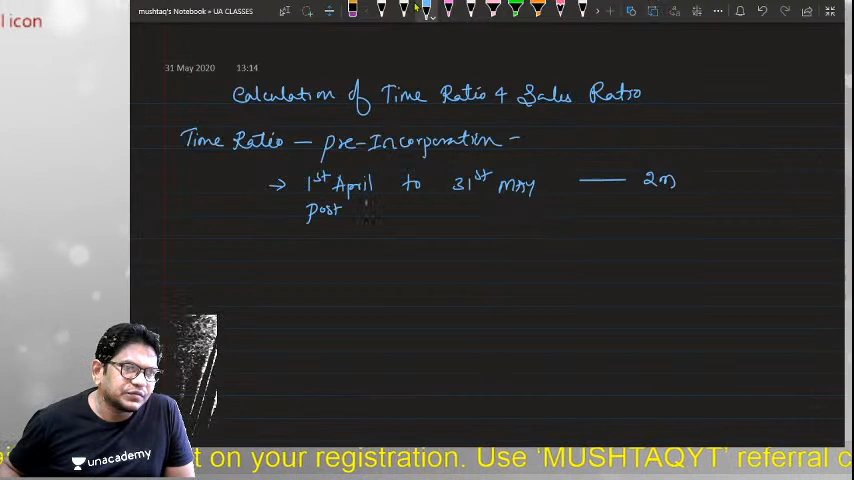 l icon
mushtaq's Notebook » UA CLASSES
31 May 2020 13:14
Calculation of Time Ratio & Sales Ratio
Time Ratio — pre-Incorporation -
→ 1st April to 31st MAY —— 2m
post
unacademy
t on your registration. Use 'MUSHTAQYT' referral c